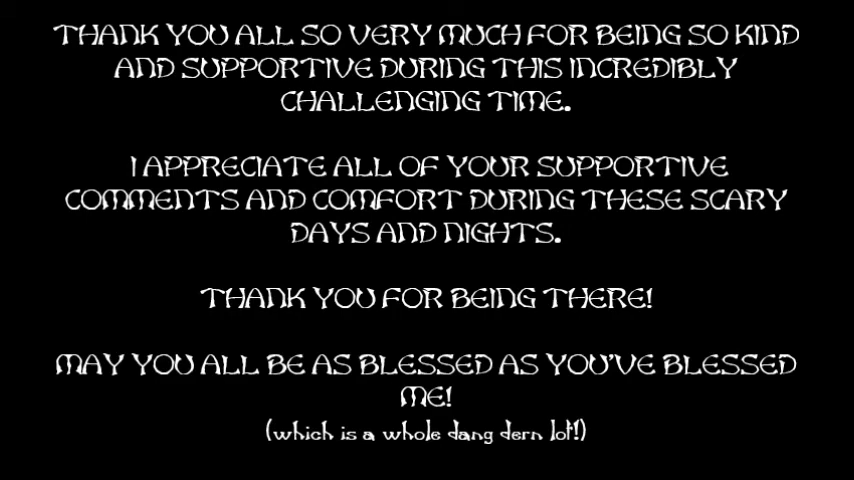 THANK YOU ALL SO VERY MUCH FOR BEING SO KIND
AND SUPPORTIVE DURING THIS INCREDIBLY
CHALLENGING TIME.
I APPRECIATE ALL OF YOUR SUPPORTIVE
COMMENTS AND COMFORT DURING THESE SCARY
DAYS AND NIGHTS.
THANK YOU FOR BEING THERE!
MAY YOU ALL BE AS BLESSED AS YOU'VE BLESSED
ME!
(which is a whole dang dern lot!)